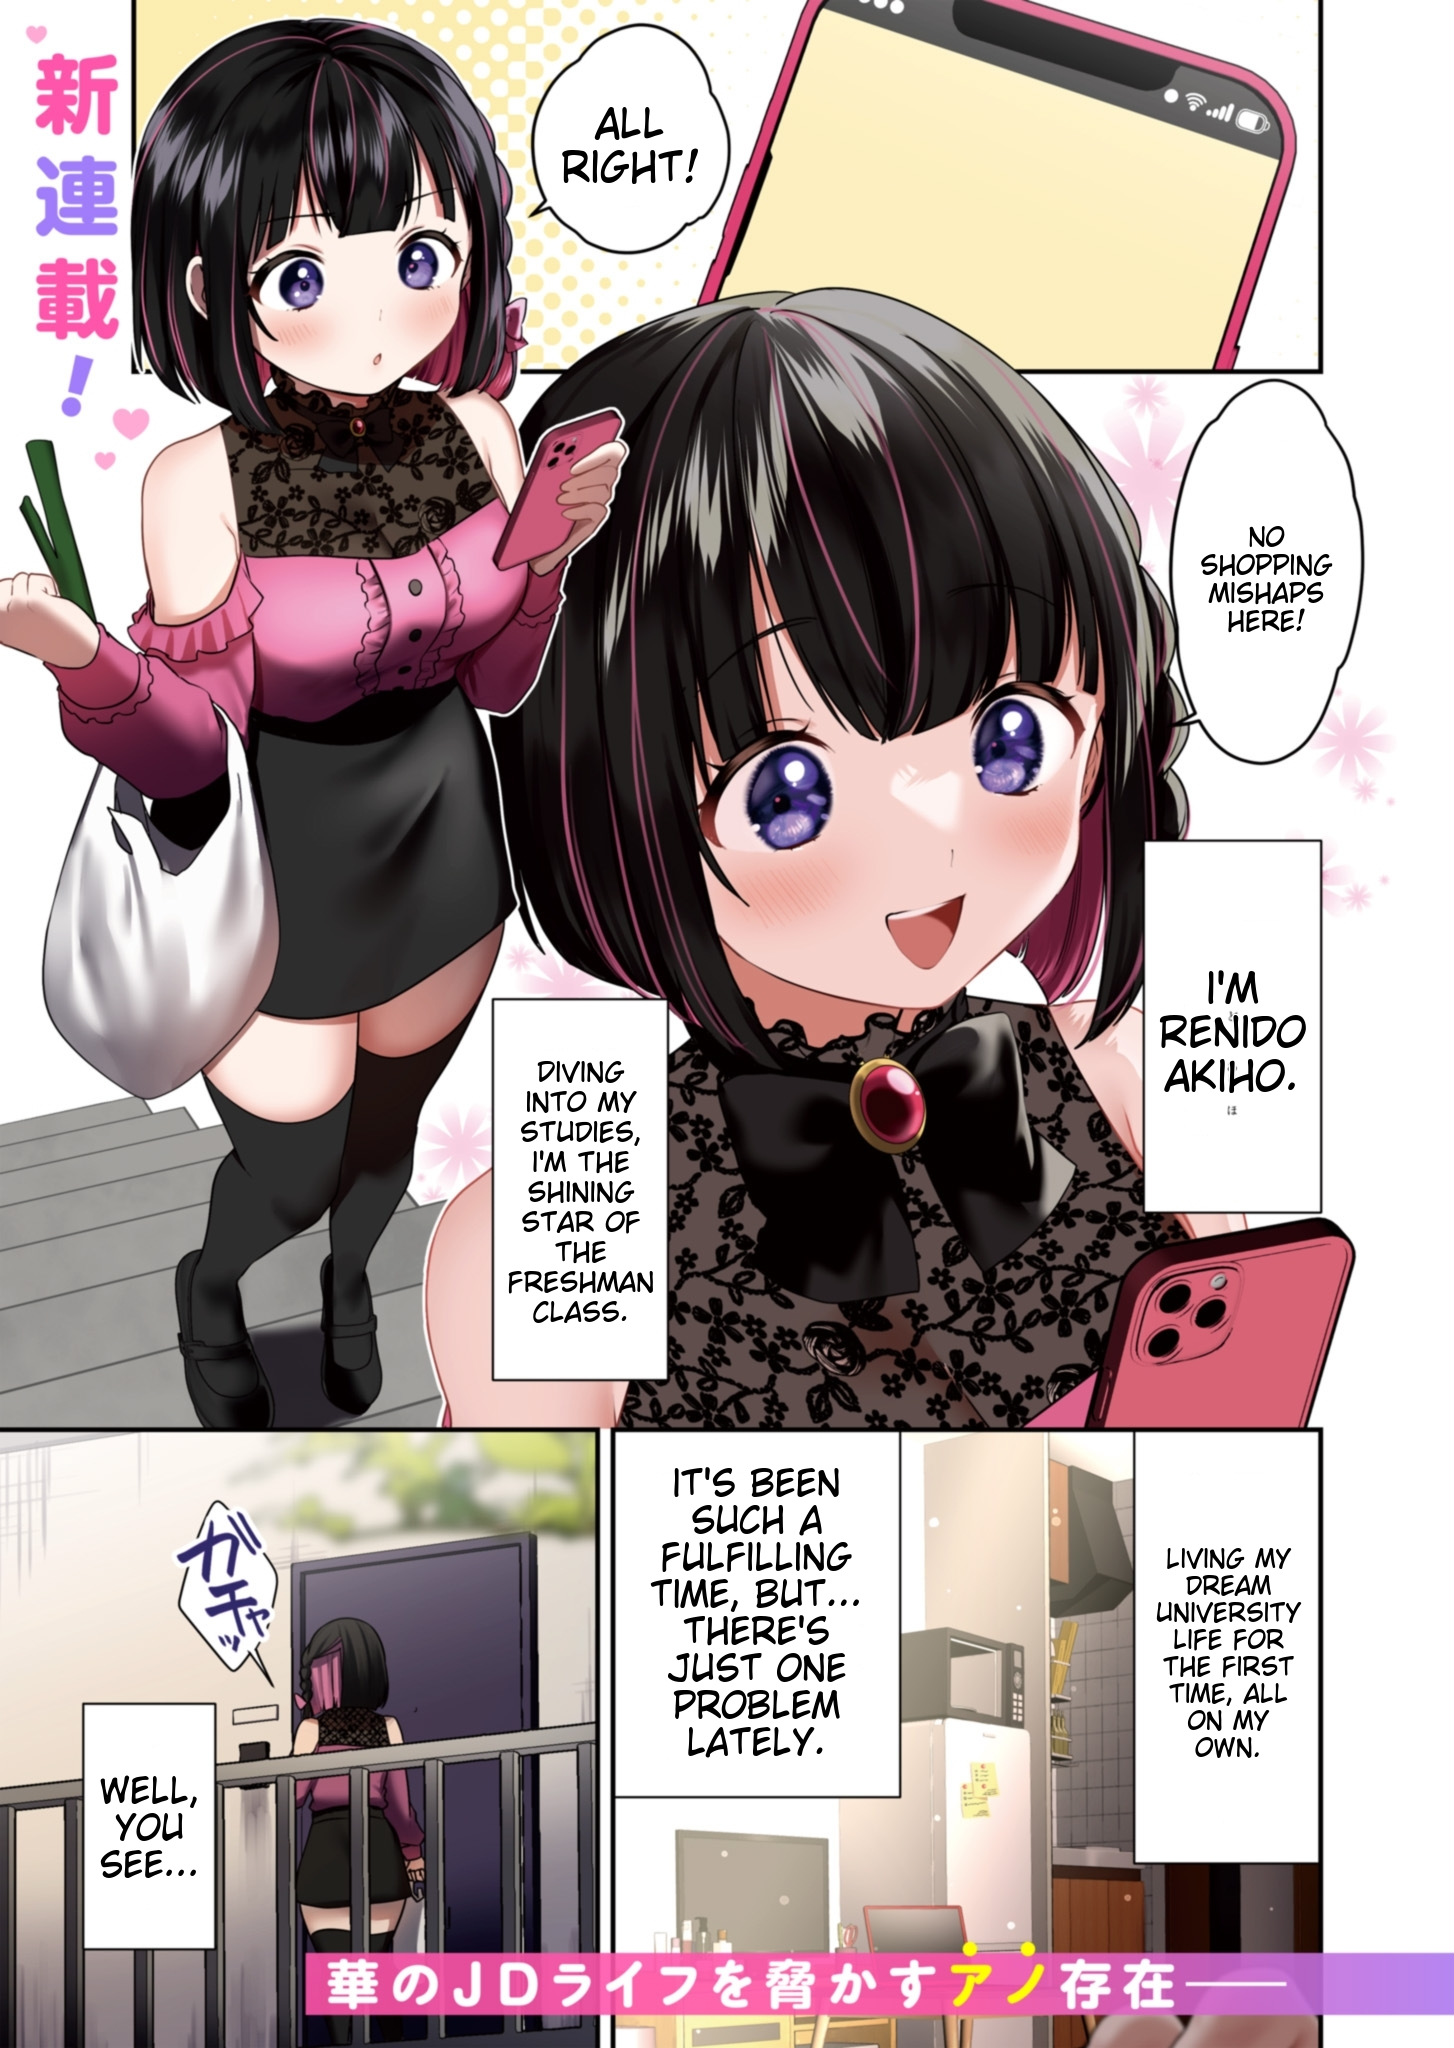 新連載!
ALL
RIGHT!
NO
SHOPPING
MISHAPS
HERE!
I'M
RENIDO
AKIHO.
DIVING
INTO MY
STUDIES,
I'M THE
SHINING
STAR OF
THE
FRESHMAN
CLASS.
LIVING MY
DREAM
UNIVERSITY
LIFE FOR
THE FIRST
TIME, ALL
ON MY
OWN.
IT'S BEEN
SUCH A
FULFILLING
TIME, BUT...
THERE'S
JUST ONE
PROBLEM
LATELY.
ガチャッ
WELL,
YOU
SEE...
華のJDライフを脅かすアノ存在――